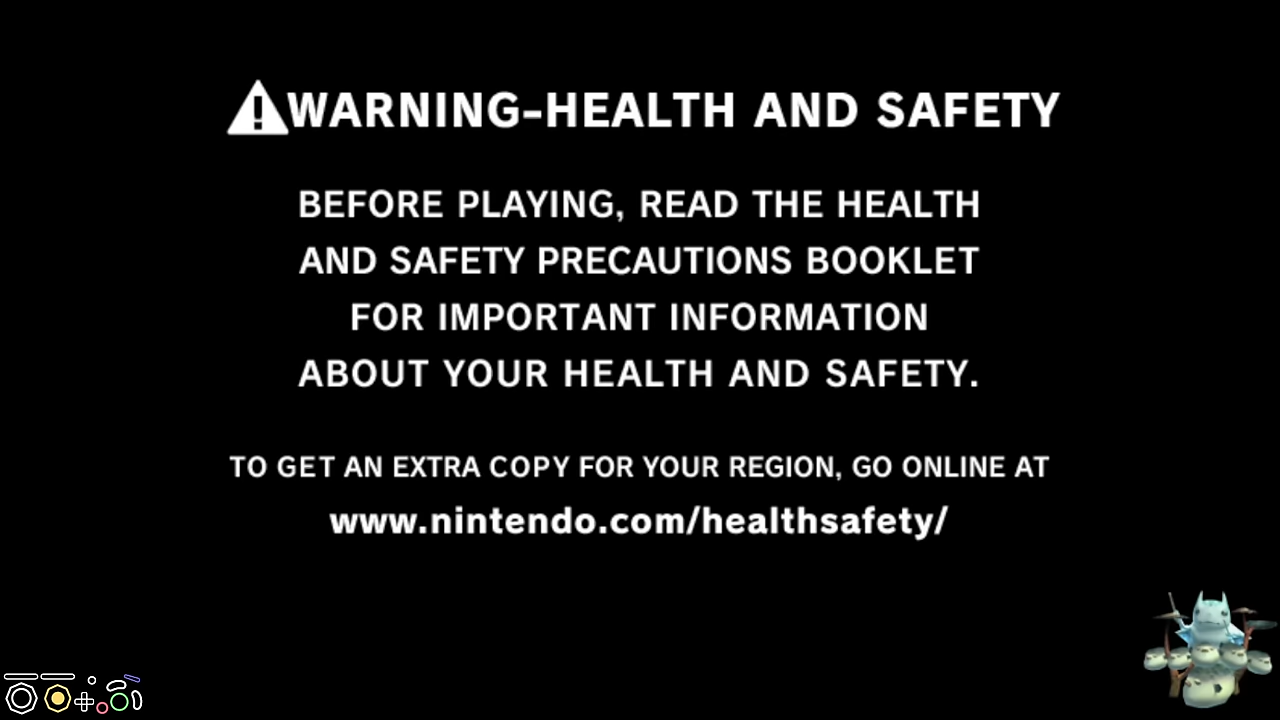 WARNING-HEALTH AND SAFETY
BEFORE PLAYING, READ THE HEALTH
AND SAFETY PRECAUTIONS BOOKLET
FOR IMPORTANT INFORMATION
ABOUT YOUR HEALTH AND SAFETY.
TO GET AN EXTRA COPY FOR YOUR REGION, GO ONLINE AT
www.nintendo.com/healthsafety/